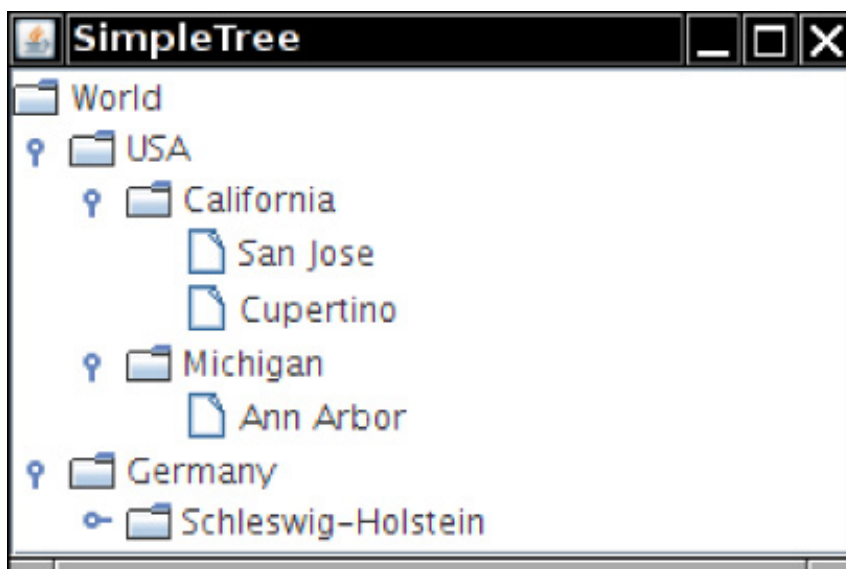 SimpleTree
World
USA
California
San Jose
Cupertino
Michigan
Ann Arbor
Germany
Schleswig-Holstein